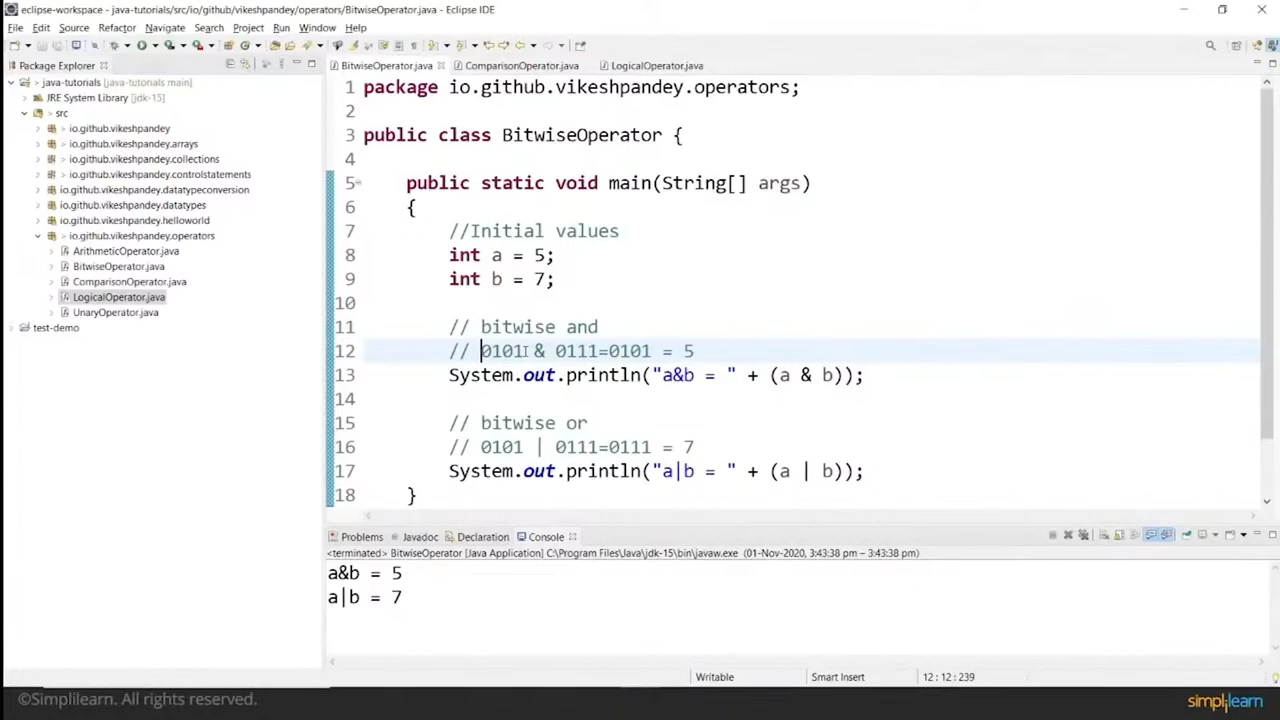 eclipse-workspace - java-tutorials/src/io/github/vikeshpandey/operators/BitwiseOperator.java - Eclipse IDE
File Edit Source Refactor Navigate Search Project Run Window Help
Package Explorer
java-tutorials [java-tutorials main]
JRE System Library [jdk-15]
src
> io.github.vikeshpandey
> io.github.vikeshpandey.arrays
> io.github.vikeshpandey.collections
> io.github.vikeshpandey.controlstatements
io.github.vikeshpandey.datatypeconversion
io.github.vikeshpandey.datatypes
io.github.vikeshpandey.helloworld
> io.github.vikeshpandey.operators
ArithmeticOperator.java
BitwiseOperator.java
ComparisonOperator.java
LogicalOperator.java
UnaryOperator.java
test-demo
BitwiseOperator.java ComparisonOperator.java LogicalOperator.java
1 package io.github.vikeshpandey.operators;
2
3 public class BitwiseOperator {
4
5 public static void main(String[] args)
6 {
7 //Initial values
8 int a = 5;
9 int b = 7;
10
11 // bitwise and
12 // 0101 & 0111=0101 = 5
13 System.out.println("a&b = " + (a & b));
14
15 // bitwise or
16 // 0101 | 0111=0111 = 7
17 System.out.println("a|b = " + (a | b));
18 }
Problems Javadoc Declaration Console
<terminated> BitwiseOperator [Java Application] C:\Program Files\Java\jdk-15\bin\javaw.exe (01-Nov-2020, 3:43:38 pm – 3:43:38 pm)
a&b = 5
a|b = 7
Writable Smart Insert 12 : 12 : 239
©Simplilearn. All rights reserved.
simplilearn